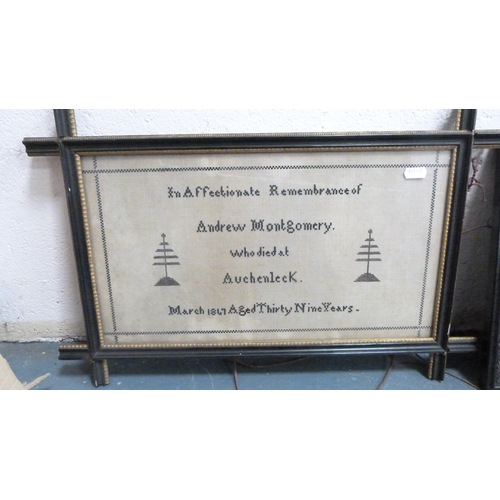 In Affectionate Remembrance of
Andrew Montgomery.
Who died at
Auchenleck.
March 1847 Aged Thirty Nine Years.